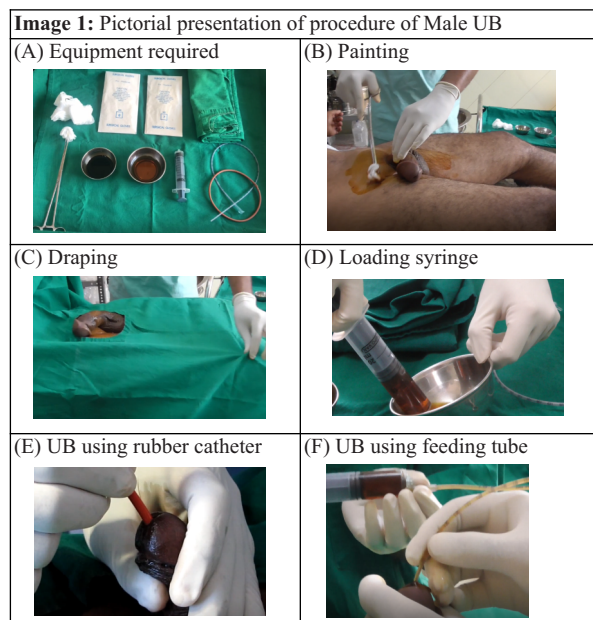 Image 1: Pictorial presentation of procedure of Male UB
(A) Equipment required
(B) Painting
(C) Draping
(D) Loading syringe
(E) UB using rubber catheter
(F) UB using feeding tube